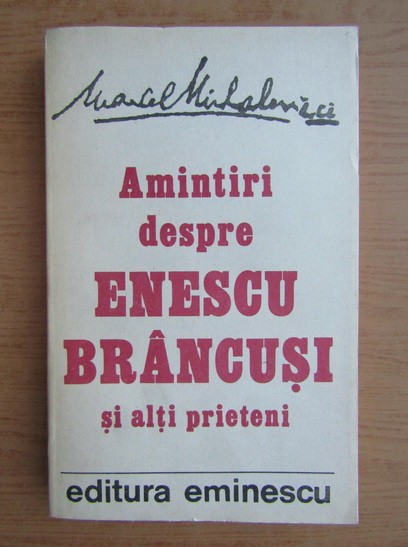 Marcel Mihalovici
Amintiri
despre
ENESCU
BRÂNCUȘI
și alți prieteni
editura eminescu